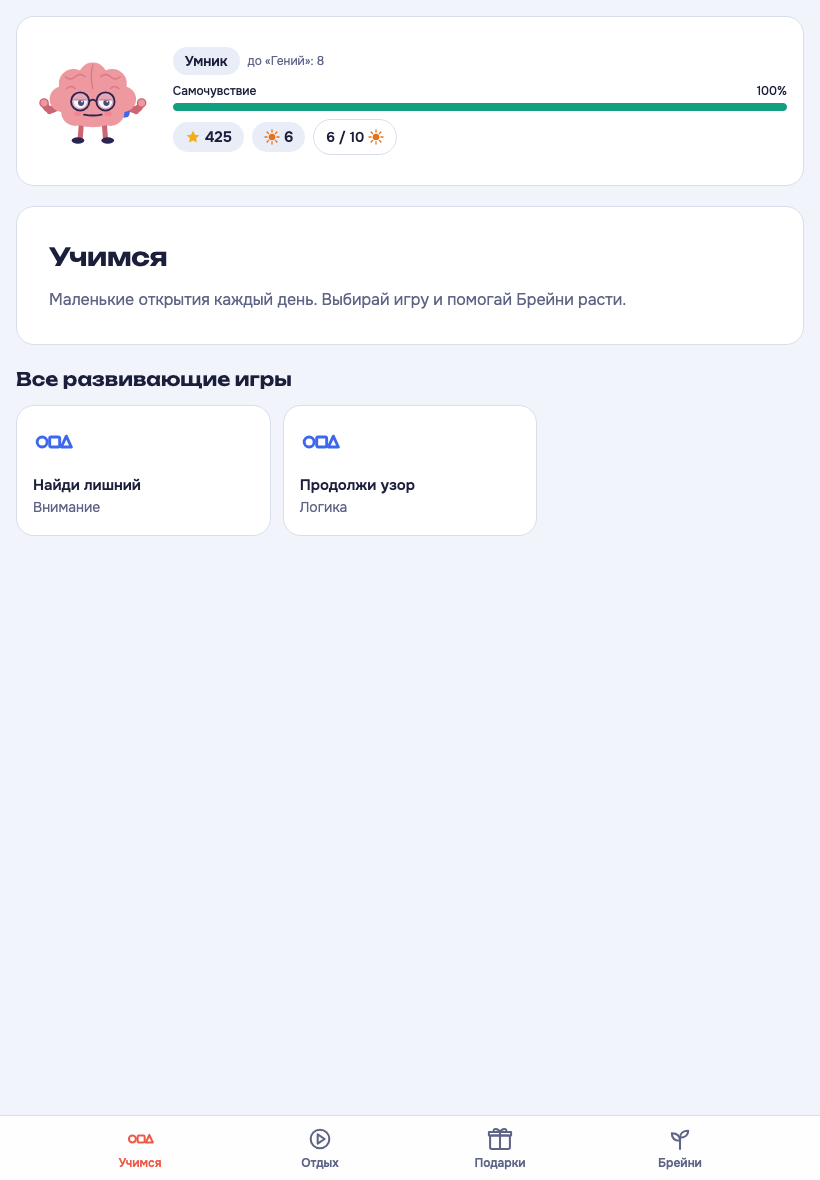 Умник
до «Гений»: 8
Самочувствие
100%
425
6
6 / 10
Учимся
Маленькие открытия каждый день. Выбирай игру и помогай Брейни расти.
Все развивающие игры
Найди лишний
Внимание
Продолжи узор
Логика
Учимся
Отдых
Подарки
Брейни